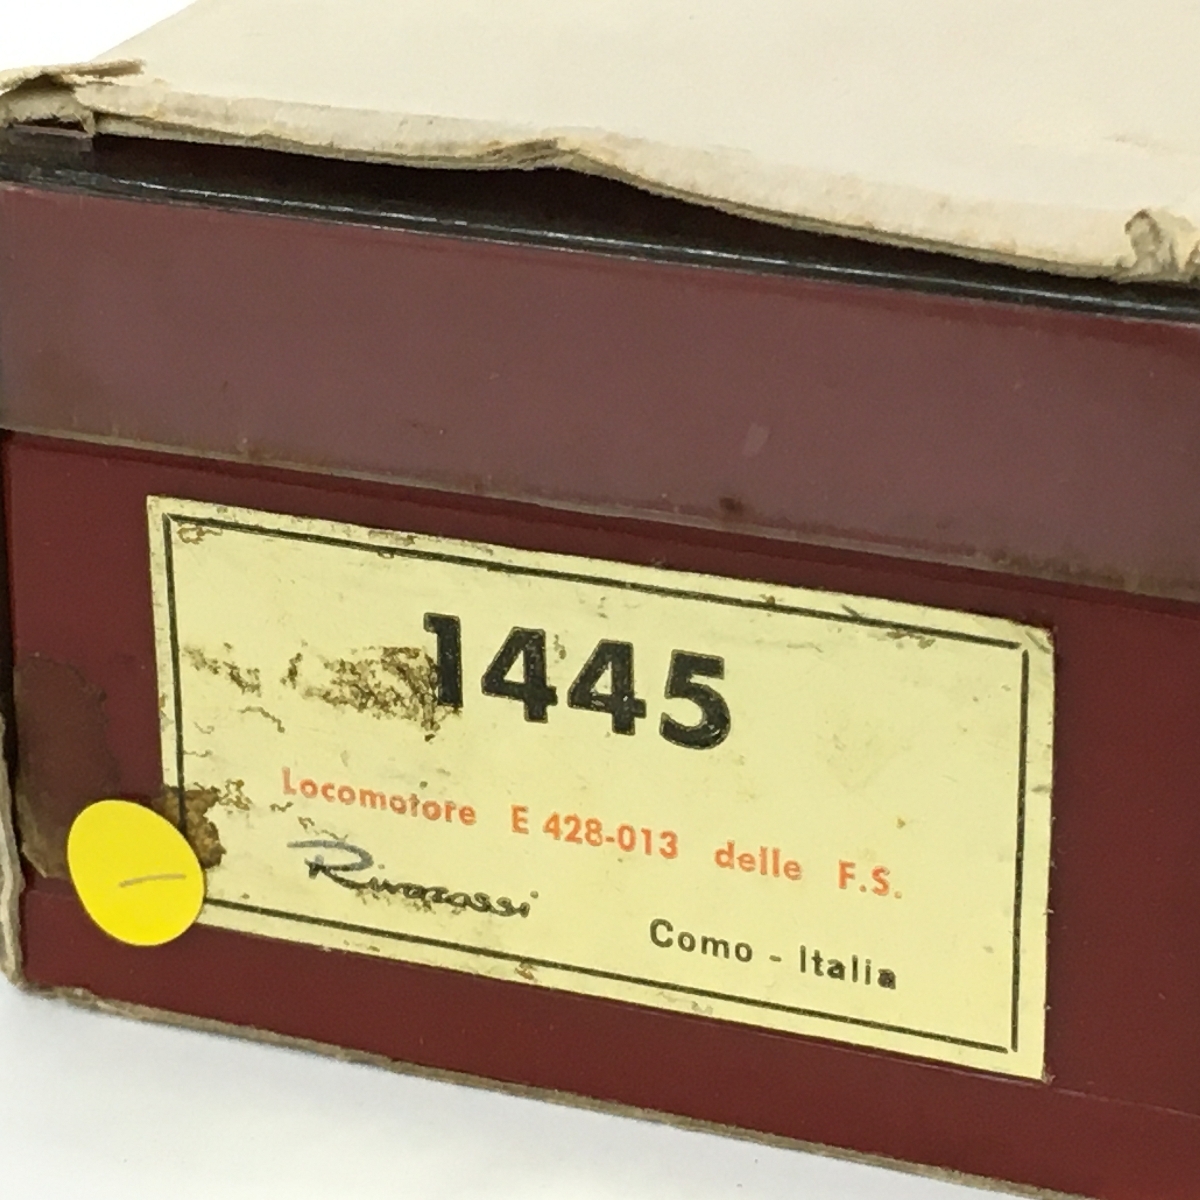 1445
Locomotore E 428-013 delle F.S.
Rivarossi
Como - Italia